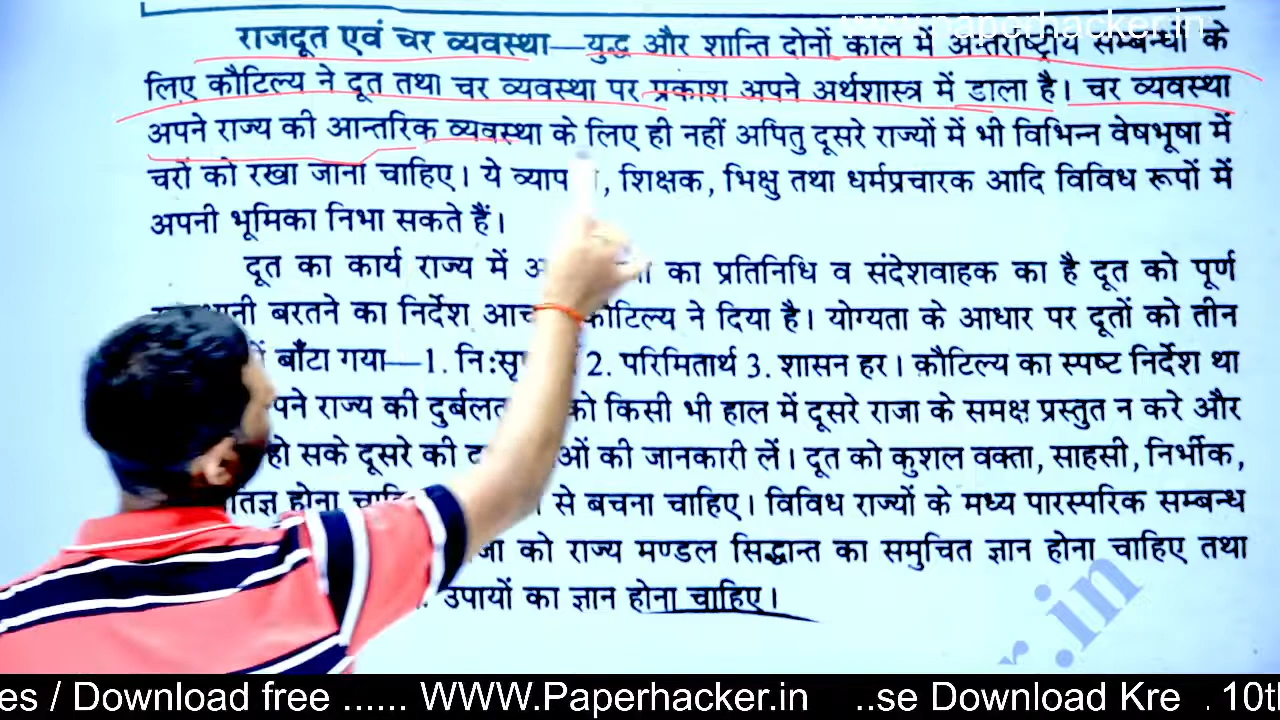 www.paperhacker.in
राजदूत एवं चर व्यवस्था—युद्ध और शान्ति दोनों काल में अन्तर्राष्ट्रीय सम्बन्धों के
लिए कौटिल्य ने दूत तथा चर व्यवस्था पर प्रकाश अपने अर्थशास्त्र में डाला है। चर व्यवस्था
अपने राज्य की आन्तरिक व्यवस्था के लिए ही नहीं अपितु दूसरे राज्यों में भी विभिन्न वेषभूषा में
चरों को रखा जाना चाहिए। ये , शिक्षक, भिक्षु तथा धर्मप्रचारक आदि विविध रूपों में
अपनी भूमिका निभा सकते हैं।
दूत का कार्य राज्य में का प्रतिनिधि व संदेशवाहक का है दूत को पूर्ण
बरतने का निर्देश कौटिल्य ने दिया है। योग्यता के आधार पर दूतों को तीन
बाँटा गया—1. 2. परिमितार्थ 3. शासन हर। कौटिल्य का स्पष्ट निर्देश था
राज्य की को किसी भी हाल में दूसरे राजा के समक्ष प्रस्तुत न करे और
हो सके दूसरे की की जानकारी लें। दूत को कुशल वक्ता, साहसी, निर्भीक,
होना से बचना चाहिए। विविध राज्यों के मध्य पारस्परिक सम्बन्ध
को राज्य मण्डल सिद्धान्त का समुचित ज्ञान होना चाहिए तथा
उपायों का ज्ञान होना चाहिए।
.in
es / Download free ...... WWW.Paperhacker.in ..se Download Kre . 10th